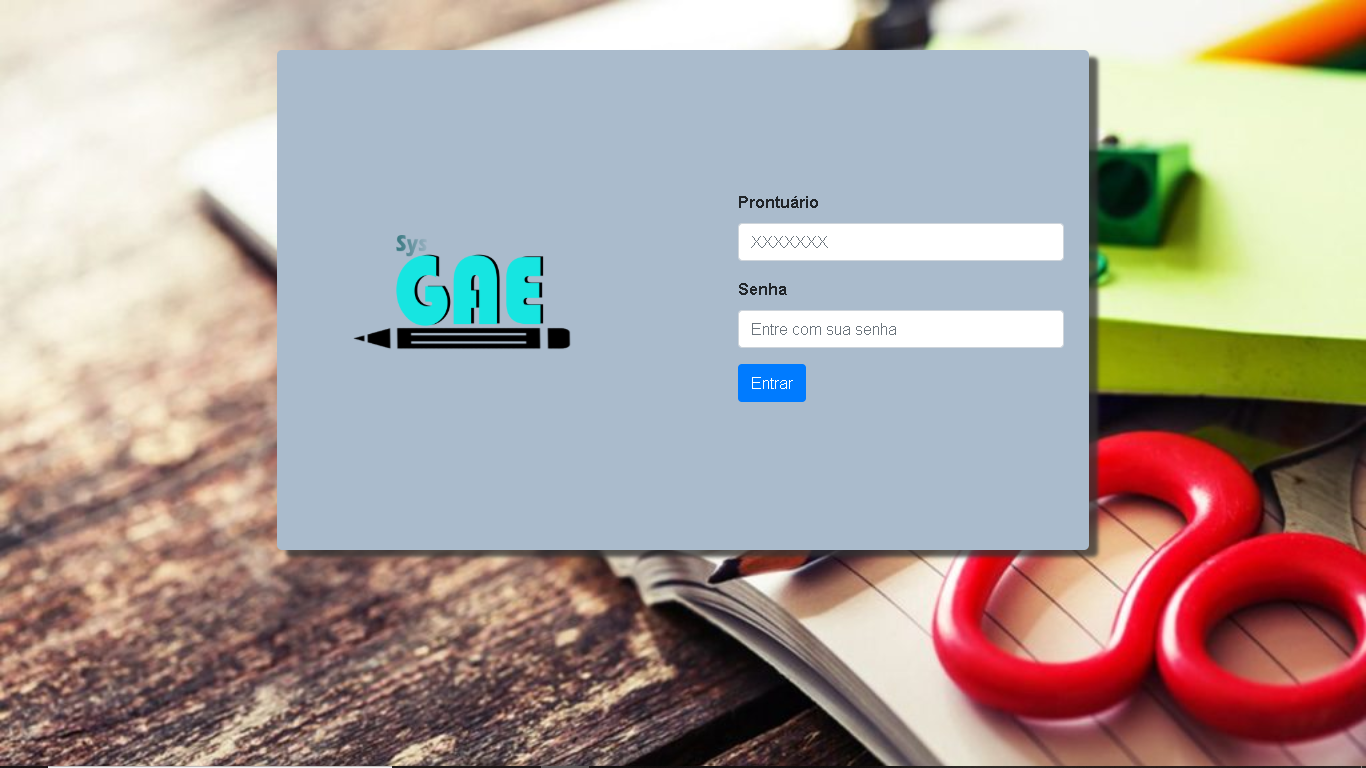 Sys
GAE
Prontuário
XXXXXXX
Senha
Entre com sua senha
Entrar